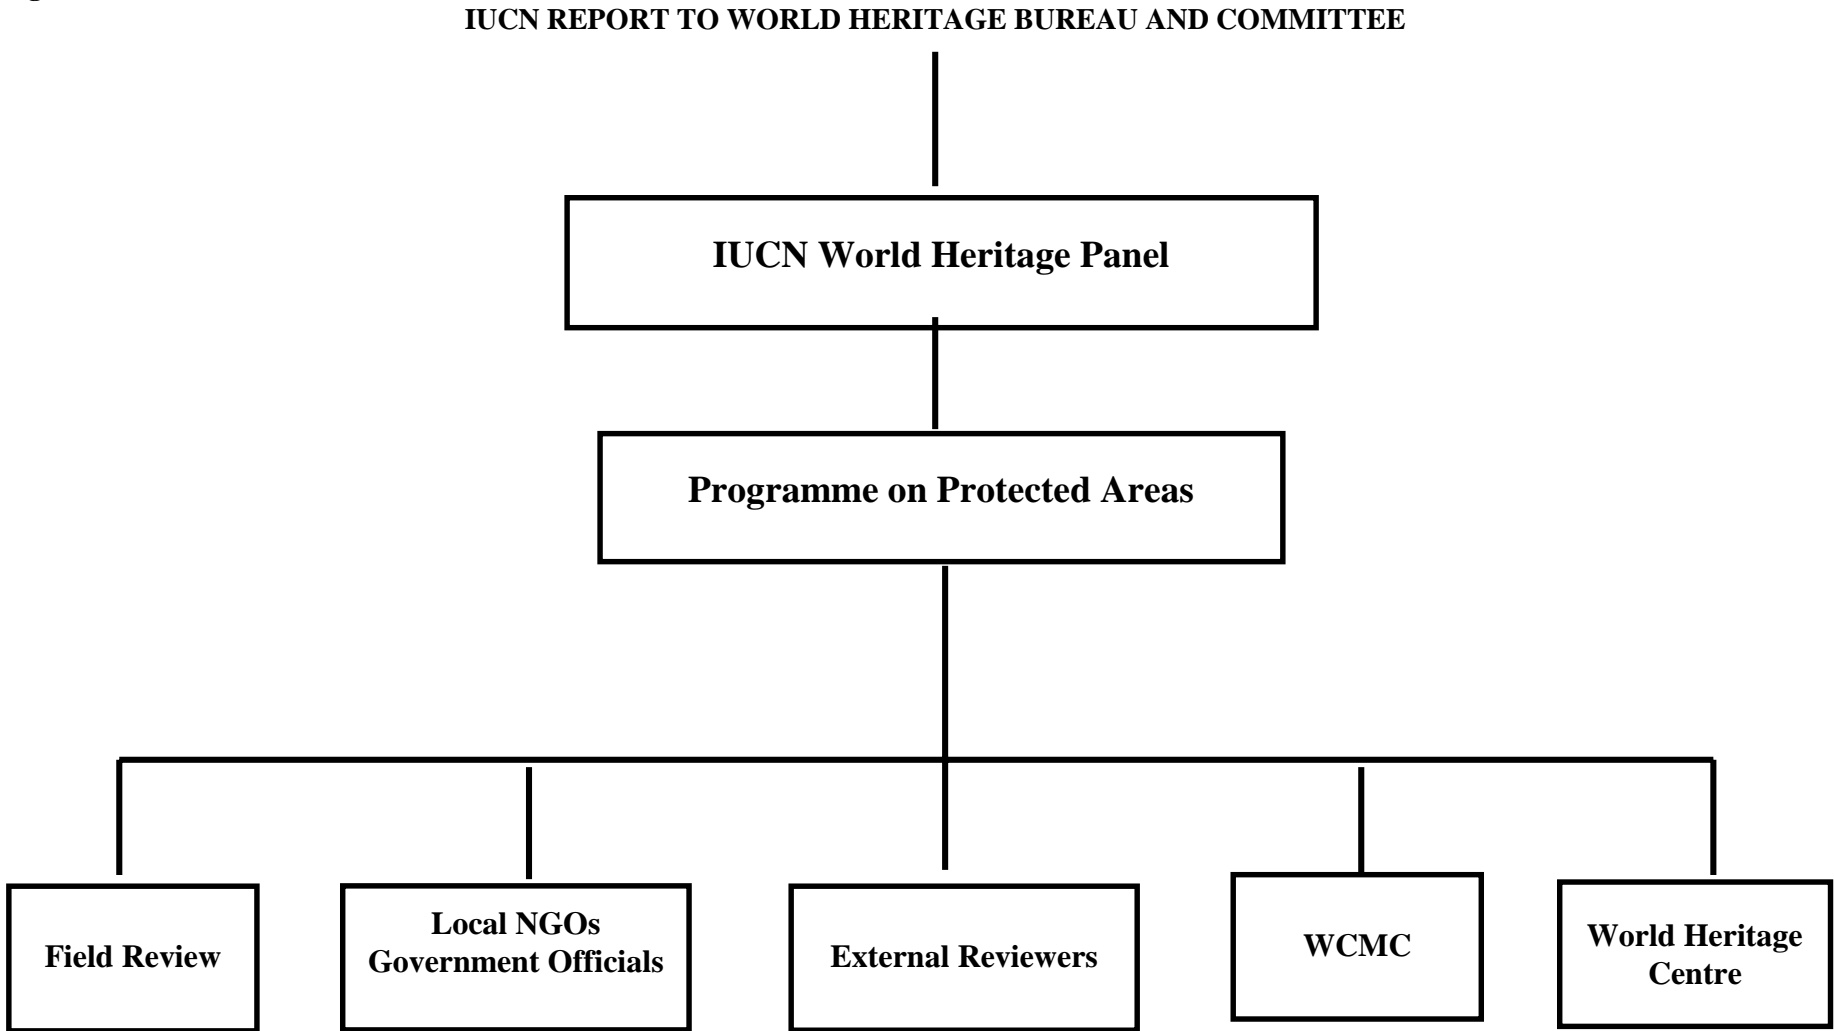 IUCN REPORT TO WORLD HERITAGE BUREAU AND COMMITTEE
IUCN World Heritage Panel
Programme on Protected Areas
Field Review
Local NGOs
Government Officials
External Reviewers
WCMC
World Heritage
Centre